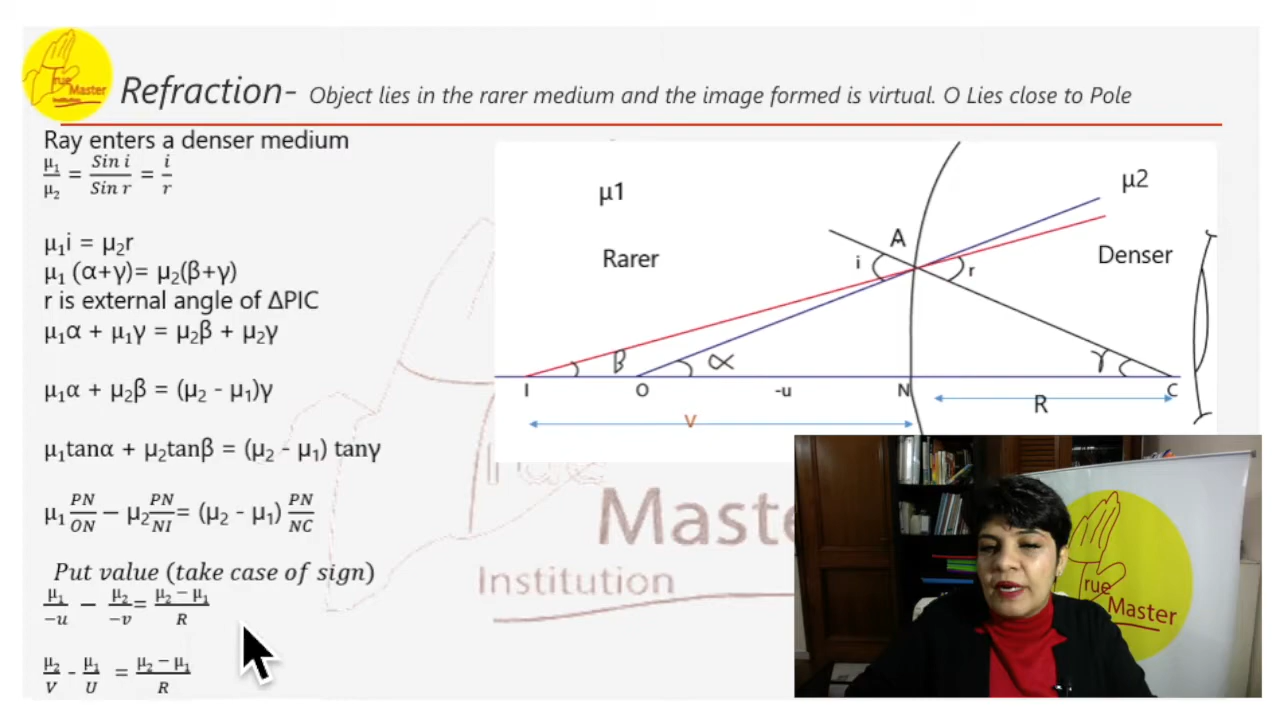 rue
Master
Institution
Refraction- Object lies in the rarer medium and the image formed is virtual. O Lies close to Pole
Ray enters a denser medium
μ₁/μ₂ = Sin i/Sin r = i/r
μ₁i = μ₂r
μ₁ (α+γ)= μ₂(β+γ)
r is external angle of ΔPIC
μ₁α + μ₁γ = μ₂β + μ₂γ
μ₁α + μ₂β = (μ₂ - μ₁)γ
μ₁tanα + μ₂tanβ = (μ₂ - μ₁) tanγ
μ₁ PN/ON − μ₂ PN/NI = (μ₂ - μ₁) PN/NC
Put value (take case of sign)
μ₁/-u − μ₂/-v = μ₂ − μ₁/R
μ₂/V - μ₁/U = μ₂ − μ₁/R
μ1
μ2
Rarer
A
Denser
i
r
β
α
γ
I
O
-u
N
C
R
V
Maste
Institution
rue
Master